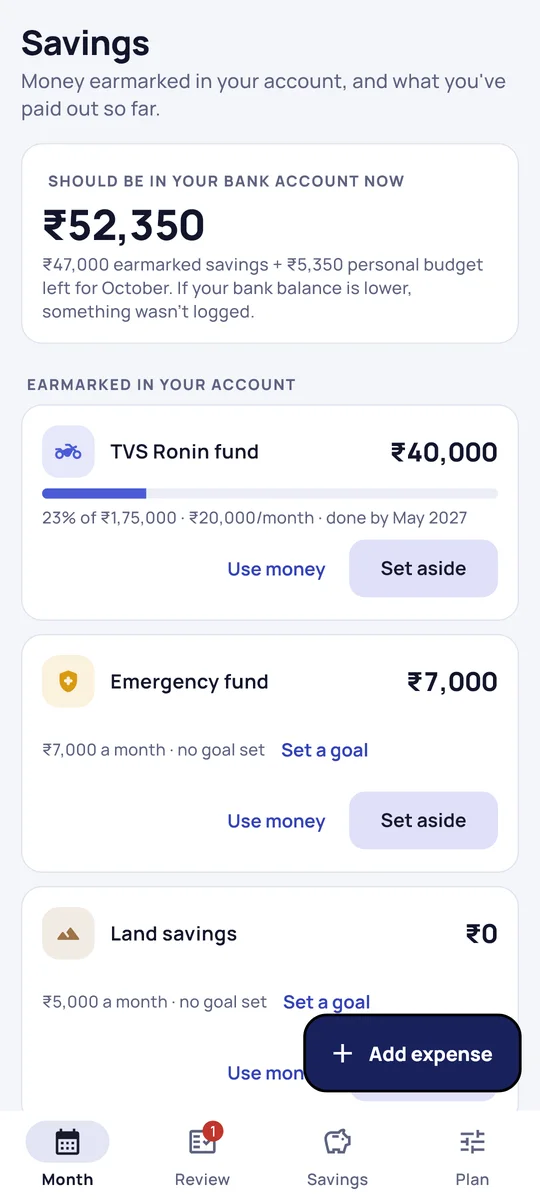 Savings
Money earmarked in your account, and what you've
paid out so far.
SHOULD BE IN YOUR BANK ACCOUNT NOW
₹52,350
₹47,000 earmarked savings + ₹5,350 personal budget
left for October. If your bank balance is lower,
something wasn't logged.
EARMARKED IN YOUR ACCOUNT
TVS Ronin fund ₹40,000
23% of ₹1,75,000 · ₹20,000/month · done by May 2027
Use money Set aside
Emergency fund ₹7,000
₹7,000 a month · no goal set Set a goal
Use money Set aside
Land savings ₹0
₹5,000 a month · no goal set Set a goal
+ Add expense
Use mon
1
Month Review Savings Plan